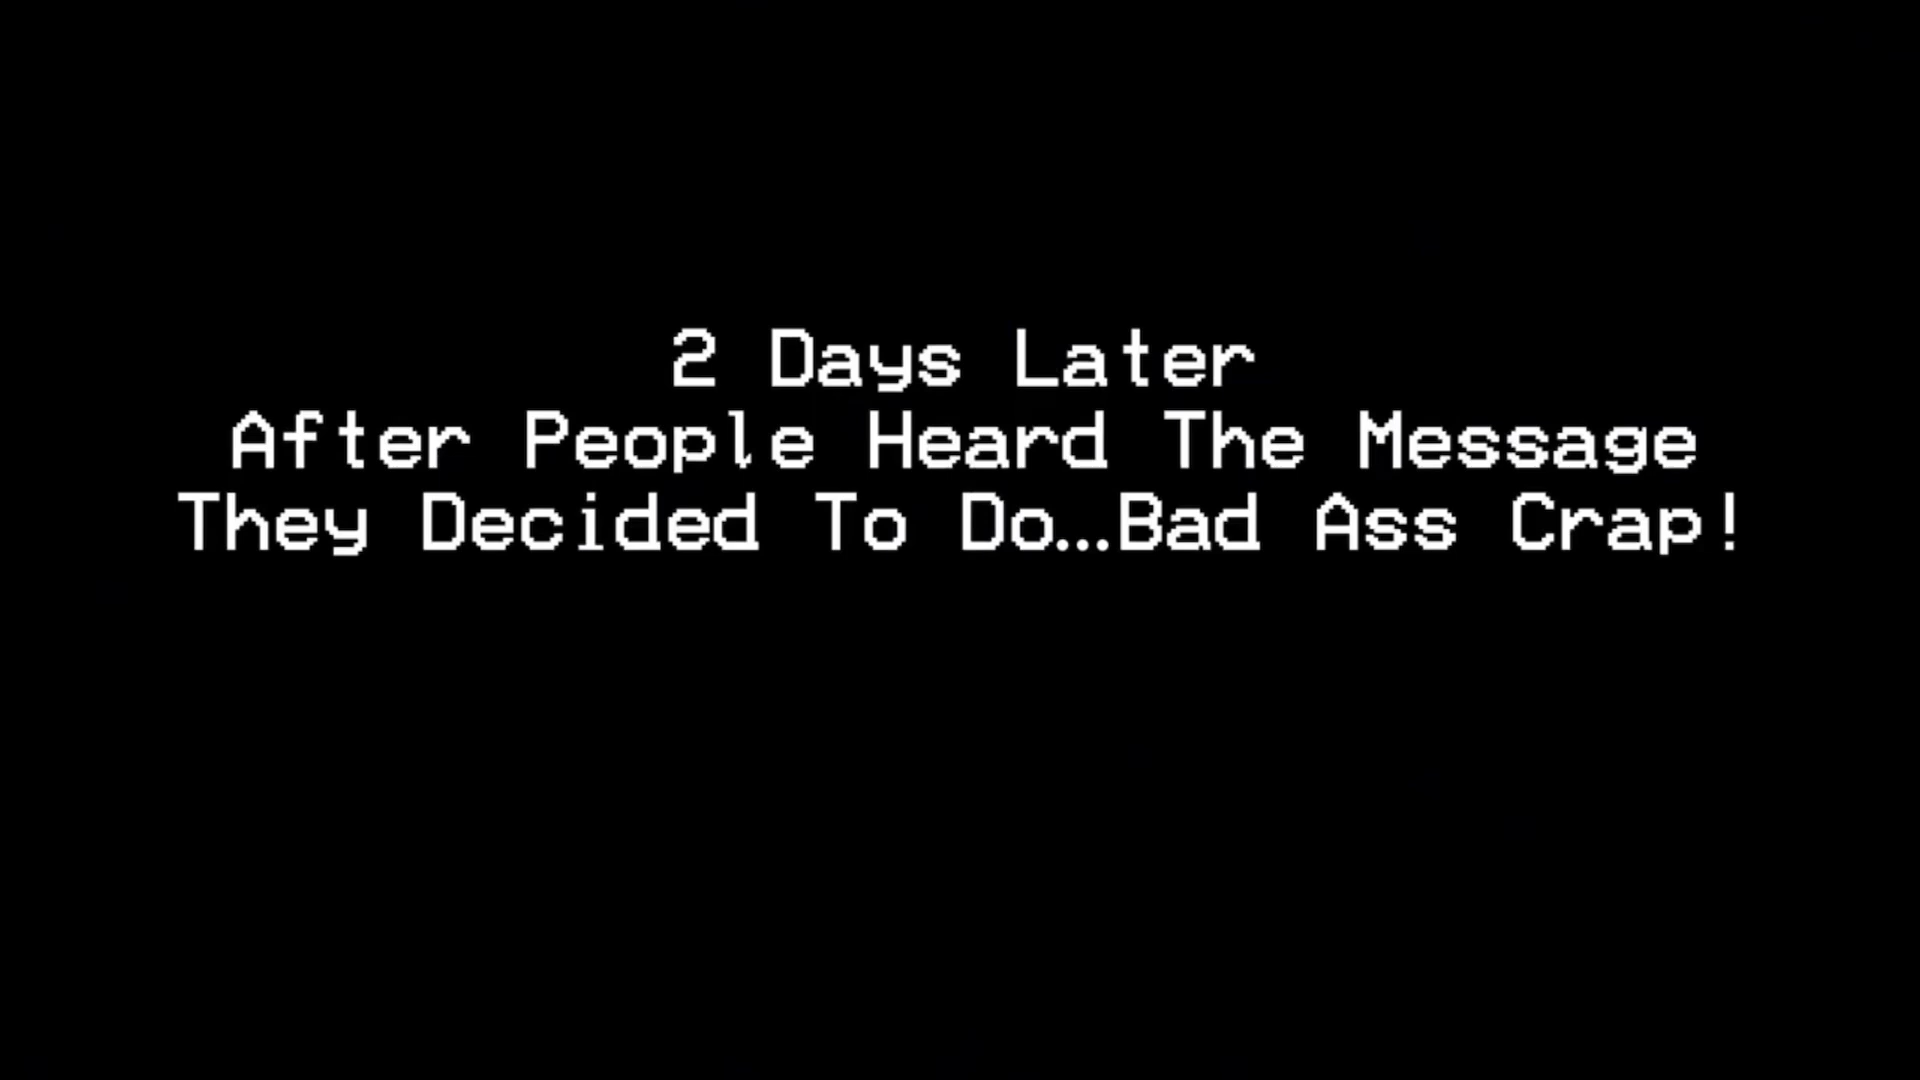 2 Days Later
After People Heard The Message
They Decided To Do...Bad Ass Crap!